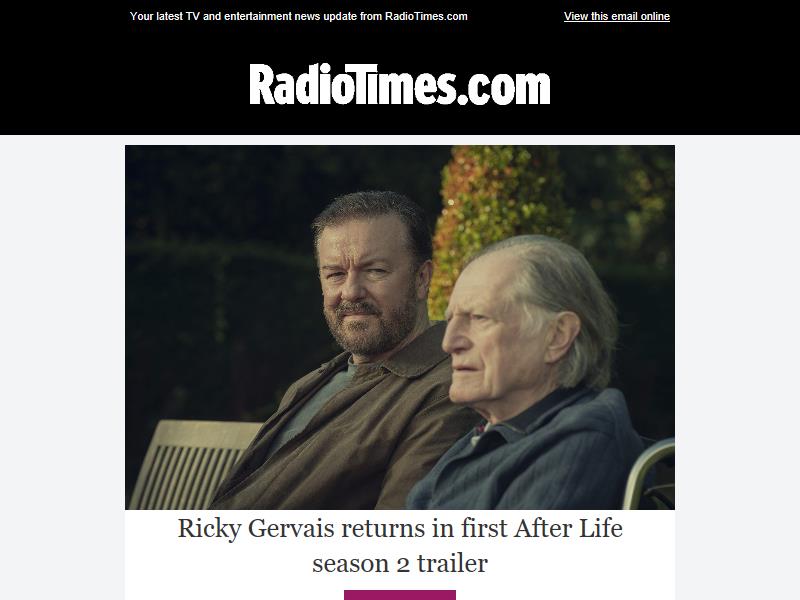 Your latest TV and entertainment news update from RadioTimes.com
View this email online
RadioTimes.com
Ricky Gervais returns in first After Life
season 2 trailer